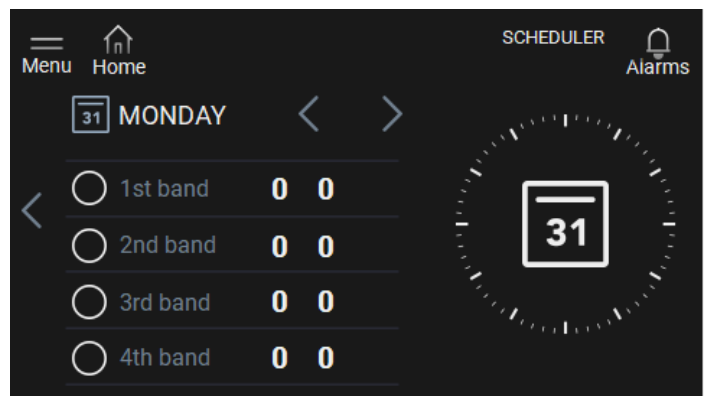 SCHEDULER
Menu Home Alarms
31 MONDAY
1st band 0 0
31
2nd band 0 0
3rd band 0 0
4th band 0 0